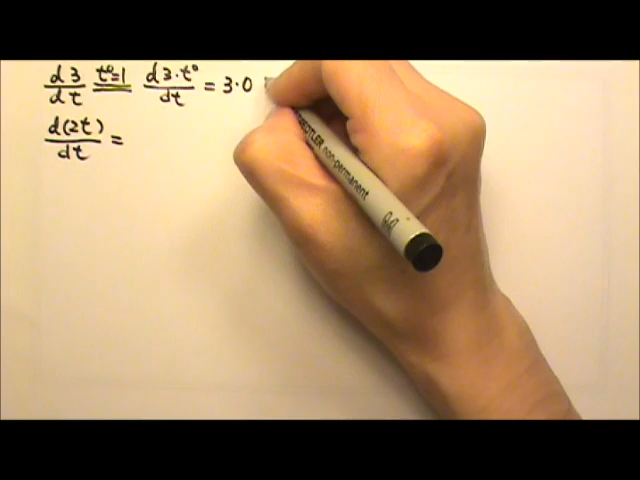 d3/dt t⁰=1 d3·t⁰/dt = 3·0
d(2t)/dt =
STAEDTLER non-permanent